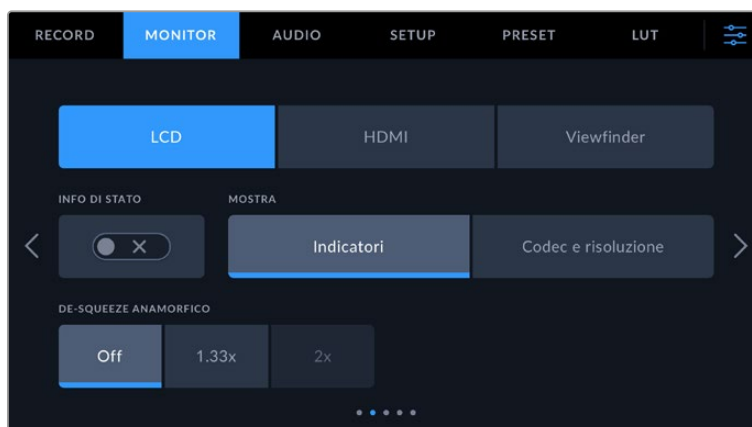 RECORD MONITOR AUDIO SETUP PRESET LUT
LCD HDMI Viewfinder
INFO DI STATO MOSTRA
Indicatori Codec e risoluzione
DE-SQUEEZE ANAMORFICO
Off 1.33x 2x